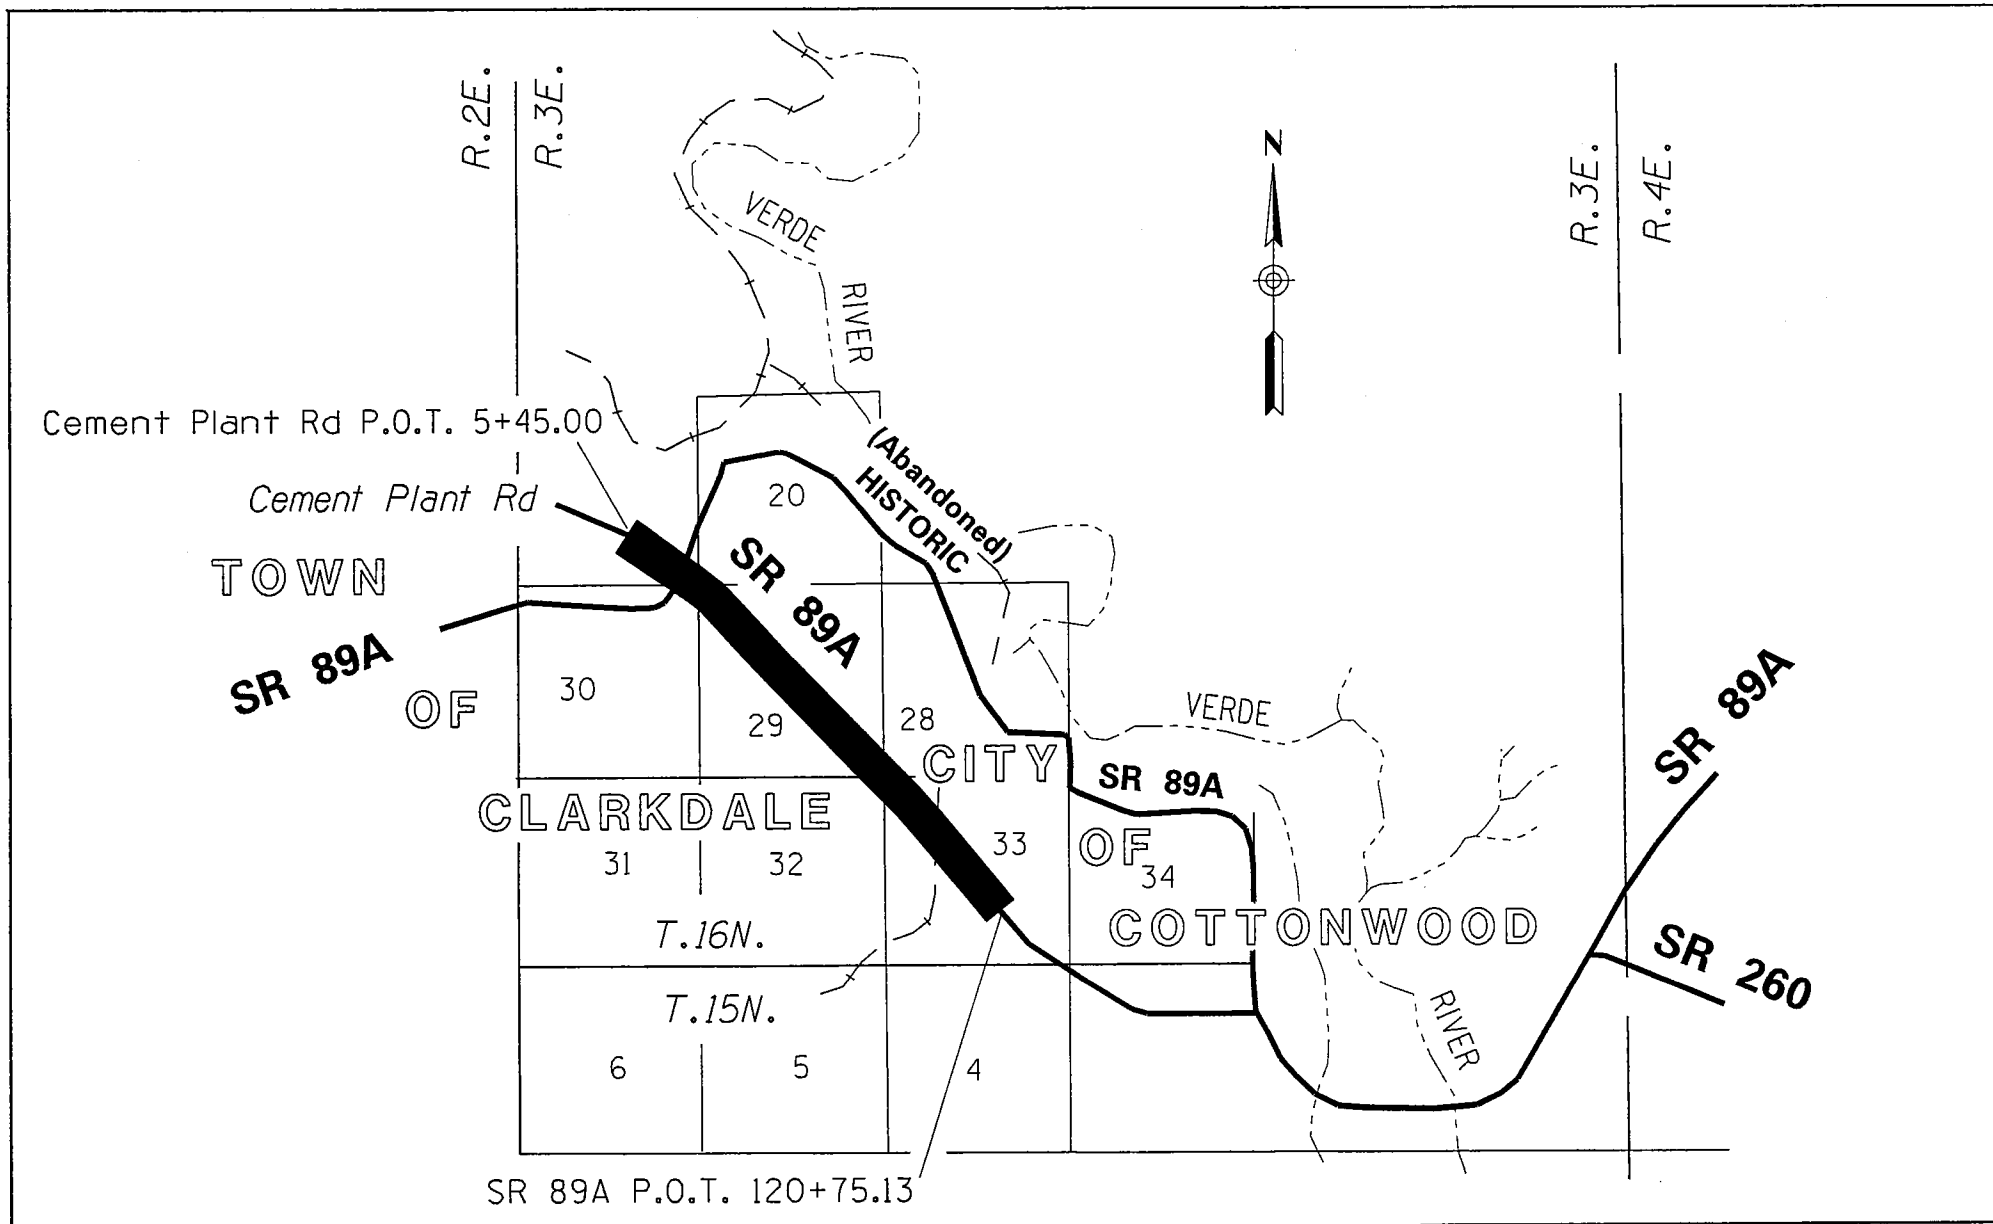 R.2E.
R.3E.
N
R.3E.
R.4E.
VERDE
RIVER
Cement Plant Rd P.O.T. 5+45.00
Cement Plant Rd
(Abandoned)
HISTORIC
20
TOWN
SR 89A
SR 89A
OF
30
29
28
VERDE
CITY
SR 89A
SR 89A
CLARKDALE
31
32
33
OF
34
T.16N.
COTTONWOOD
SR 260
T.15N.
RIVER
6
5
4
SR 89A P.O.T. 120+75.13